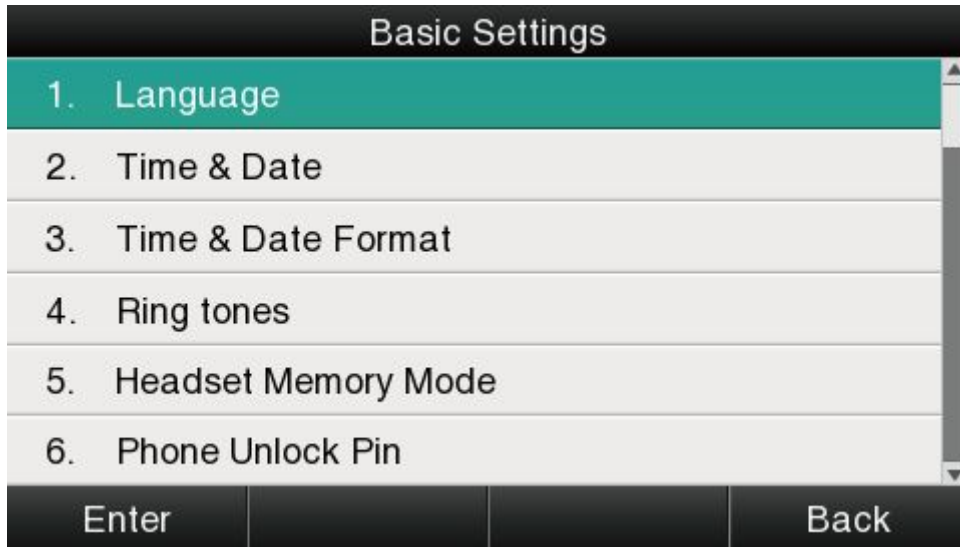 Basic Settings
1. Language
2. Time & Date
3. Time & Date Format
4. Ring tones
5. Headset Memory Mode
6. Phone Unlock Pin
Enter Back